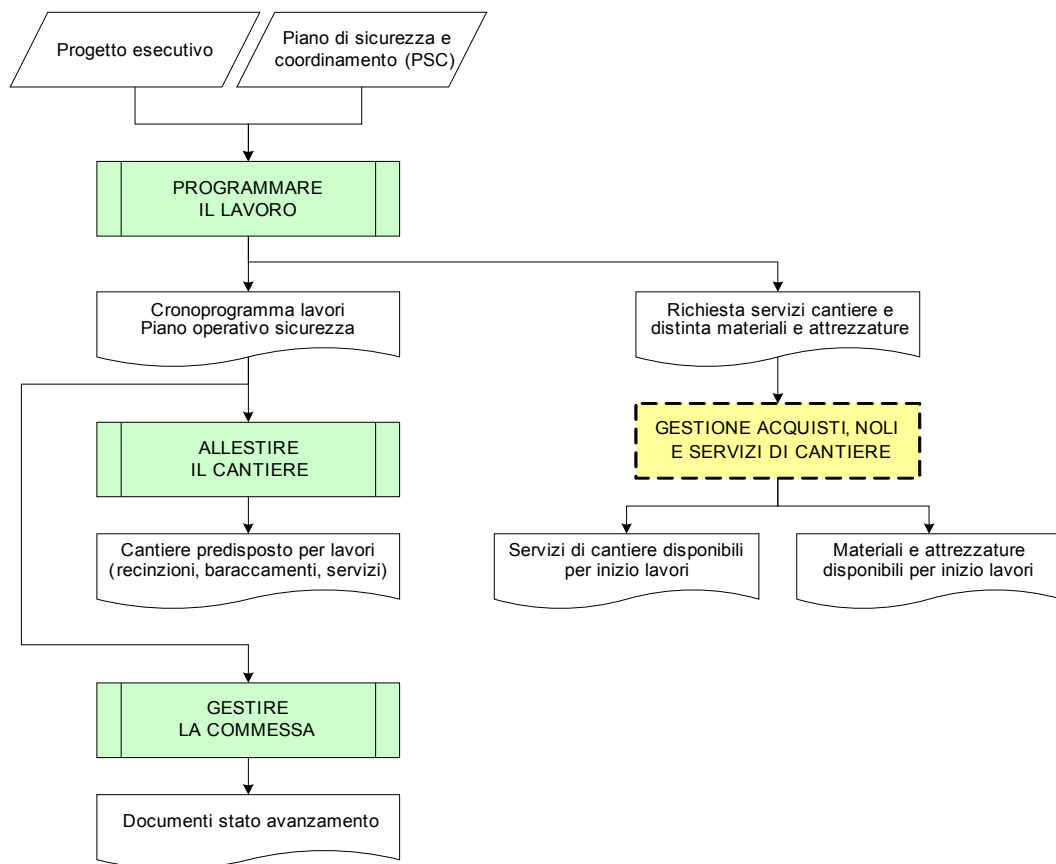 Progetto esecutivo
Piano di sicurezza e
coordinamento (PSC)
PROGRAMMARE
IL LAVORO
Cronoprogramma lavori
Piano operativo sicurezza
Richiesta servizi cantiere e
distinta materiali e attrezzature
ALLESTIRE
IL CANTIERE
GESTIONE ACQUISTI, NOLI
E SERVIZI DI CANTIERE
Cantiere predisposto per lavori
(recinzioni, baraccamenti, servizi)
Servizi di cantiere disponibili
per inizio lavori
Materiali e attrezzature
disponibili per inizio lavori
GESTIRE
LA COMMESSA
Documenti stato avanzamento